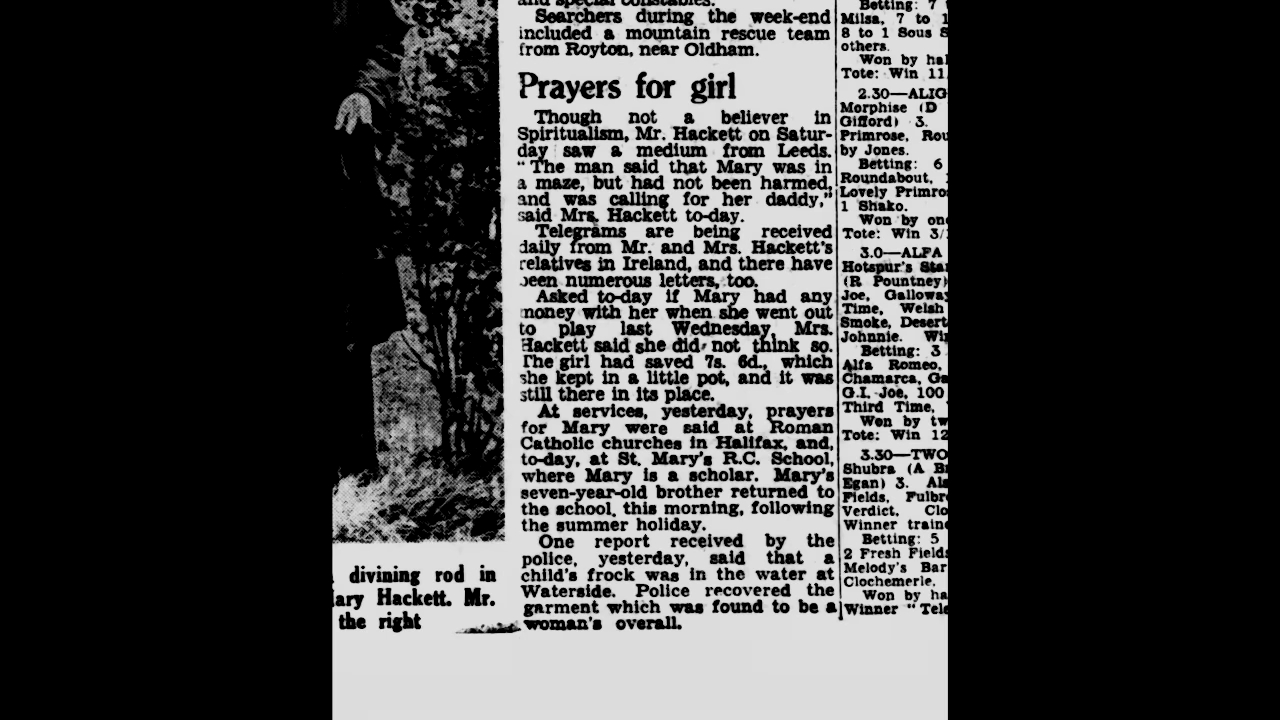 and special constables.
Searchers during the week-end
included a mountain rescue team
from Royton, near Oldham.
Prayers for girl
Though not a believer in
Spiritualism, Mr. Hackett on Satur-
day saw a medium from Leeds.
"The man said that Mary was in
a maze, but had not been harmed,
and was calling for her daddy,"
said Mrs. Hackett to-day.
Telegrams are being received
daily from Mr. and Mrs. Hackett's
relatives in Ireland, and there have
been numerous letters, too.
Asked to-day if Mary had any
money with her when she went out
to play last Wednesday, Mrs.
Hackett said she did not think so.
The girl had saved 7s. 6d., which
she kept in a little pot, and it was
still there in its place.
At services, yesterday, prayers
for Mary were said at Roman
Catholic churches in Halifax, and,
to-day, at St. Mary's R.C. School,
where Mary is a scholar. Mary's
seven-year-old brother returned to
the school, this morning, following
the summer holiday.
One report received by the
police, yesterday, said that a
child's frock was in the water at
Waterside. Police recovered the
garment which was found to be a
woman's overall.
divining rod in
ary Hackett. Mr.
the right
Betting: 7
Milsa, 7 to 1
8 to 1 Sous S
others.
Won by hal
Tote: Win 11
2.30—ALIG
Morphise (D
Gifford) 3.
Primrose, Rou
by Jones.
Betting: 6
Roundabout,
Lovely Primro
1 Shako.
Won by one
Tote: Win 3/
3.0—ALFA
Hotspur's Sta
(R Pountney)
Joe, Galloway
Time, Welsh
Smoke, Desert
Johnnie. Wi
Betting: 3
Alfa Romeo,
Chamarca, Ga
G.I. Joe, 100
Third Time,
Won by tw
Tote: Win 12
3.30—TWO
Shubra (A B
Egan) 3. Als
Fields, Fulbr
Verdict, Clo
Winner traine
Betting: 5
2 Fresh Fields
Melody's Bar
Clochemerle.
Won by ha
Winner "Tele